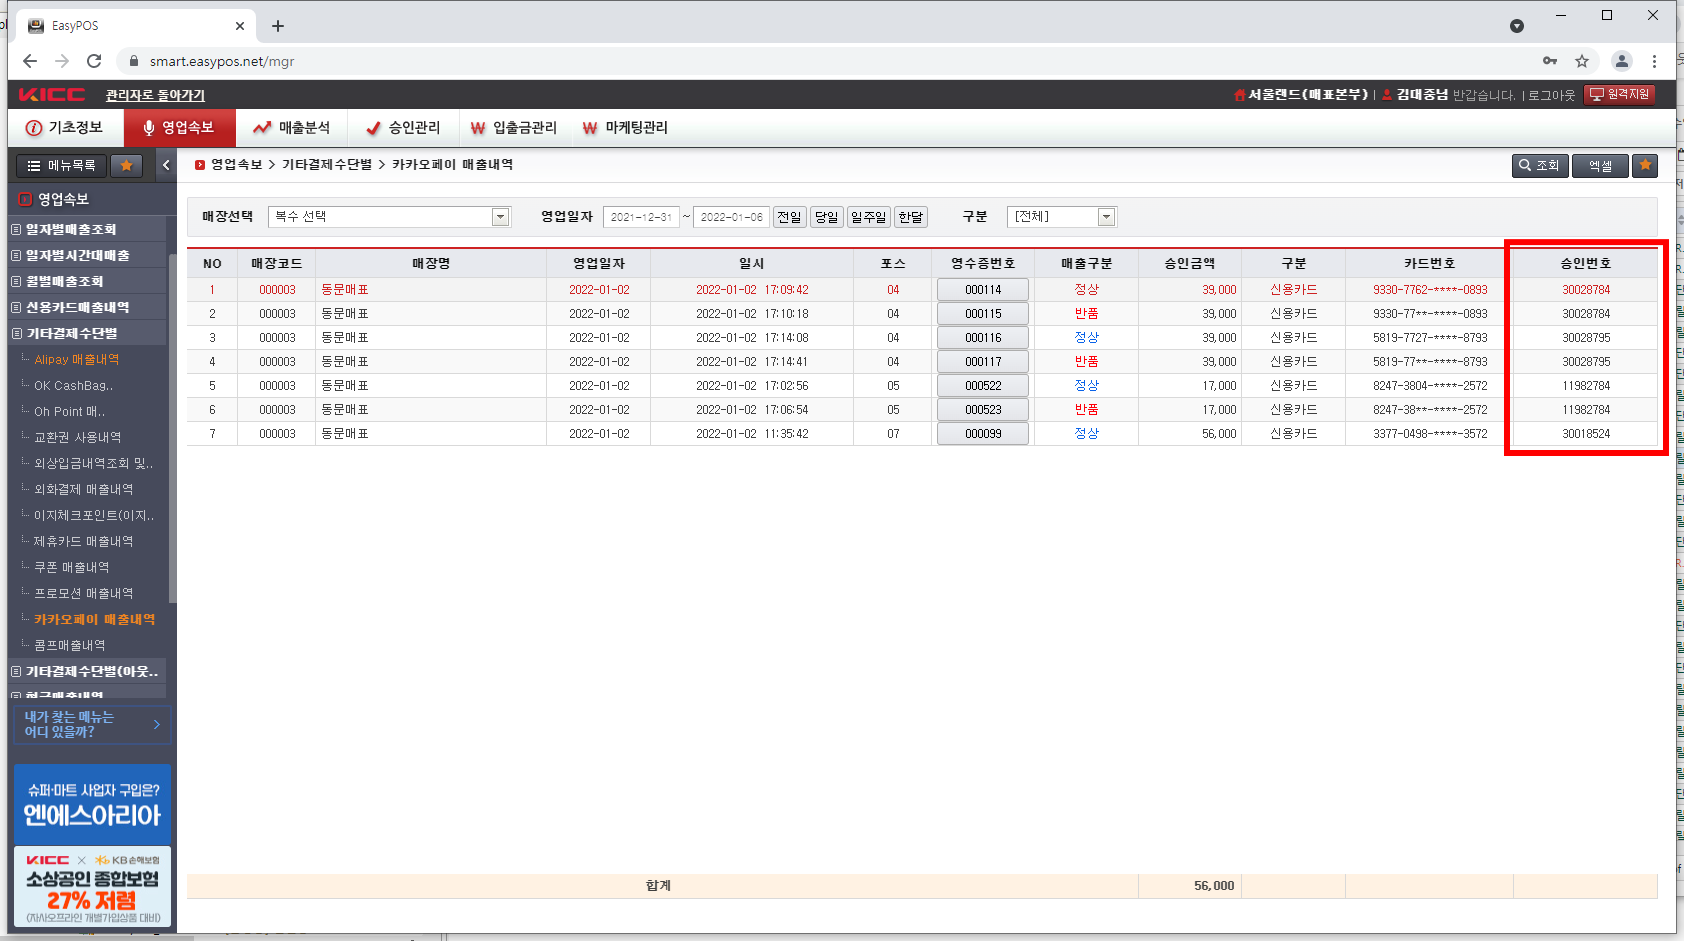 EasyPOS
smart.easypos.net/mgr
KICC 관리자로 돌아가기 서울랜드(매표본부) | 김대중님 반갑습니다. | 로그아웃 원격지원
기초정보 영업속보 매출분석 승인관리 입출금관리 마케팅관리
메뉴목록 영업속보 > 기타결제수단별 > 카카오페이 매출내역 조회 엑셀
영업속보
매장선택 복수 선택 영업일자 2021-12-31 ~ 2022-01-06 전일 당일 일주일 한달 구분 [전체]
일자별매출조회
일자별시간대매출
월별매출조회
신용카드매출내역
기타결제수단별
Alipay 매출내역
OK CashBag..
Oh Point 매..
교환권 사용내역
외상입금내역조회 및..
외화결제 매출내역
이지체크포인트(이지..
제휴카드 매출내역
쿠폰 매출내역
프로모션 매출내역
카카오페이 매출내역
콤프매출내역
기타결제수단별(아웃..
현금매출내역
내가 찾는 메뉴는
어디 있을까?
슈퍼·마트 사업자 구입은?
엔에스아리아
KICC × KB손해보험
소상공인 종합보험
27% 저렴
(자사오프라인 개별가입상품 대비)
NO 매장코드 매장명 영업일자 일시 포스 영수증번호 매출구분 승인금액 구분 카드번호 승인번호
1 000003 동문매표 2022-01-02 2022-01-02 17:09:42 04 000114 정상 39,000 신용카드 9330-7762-****-0893 30028784
2 000003 동문매표 2022-01-02 2022-01-02 17:10:18 04 000115 반품 39,000 신용카드 9330-77**-****-0893 30028784
3 000003 동문매표 2022-01-02 2022-01-02 17:14:08 04 000116 정상 39,000 신용카드 5819-7727-****-8793 30028795
4 000003 동문매표 2022-01-02 2022-01-02 17:14:41 04 000117 반품 39,000 신용카드 5819-77**-****-8793 30028795
5 000003 동문매표 2022-01-02 2022-01-02 17:02:56 05 000522 정상 17,000 신용카드 8247-3804-****-2572 11982784
6 000003 동문매표 2022-01-02 2022-01-02 17:06:54 05 000523 반품 17,000 신용카드 8247-38**-****-2572 11982784
7 000003 동문매표 2022-01-02 2022-01-02 11:35:42 07 000099 정상 56,000 신용카드 3377-0498-****-3572 30018524
합계 56,000